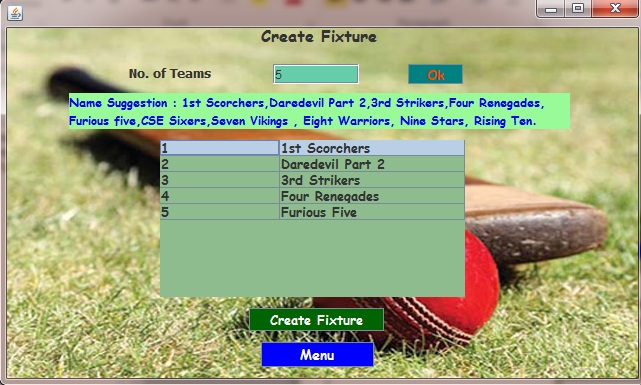 Create Fixture
No. of Teams 5 Ok
Name Suggestion : 1st Scorchers,Daredevil Part 2,3rd Strikers,Four Renegades,
Furious five,CSE Sixers,Seven Vikings , Eight Warriors, Nine Stars, Rising Ten.
1 1st Scorchers
2 Daredevil Part 2
3 3rd Strikers
4 Four Renegades
5 Furious Five
Create Fixture
Menu